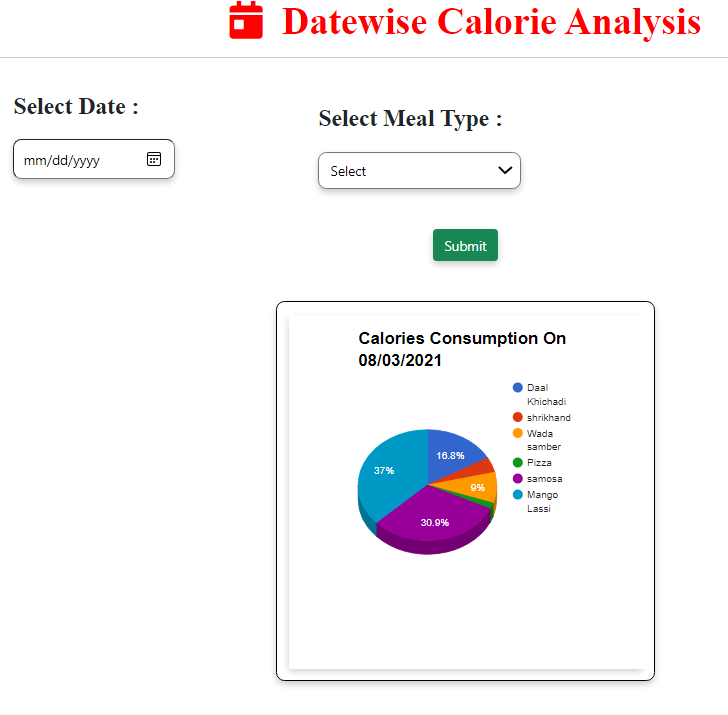 Datewise Calorie Analysis
Select Date :
Select Meal Type :
mm/dd/yyyy
Select
Submit
Calories Consumption On
08/03/2021
Daal
Khichadi
shrikhand
Wada
samber
Pizza
samosa
Mango
Lassi
16.8%
37%
9%
30.9%